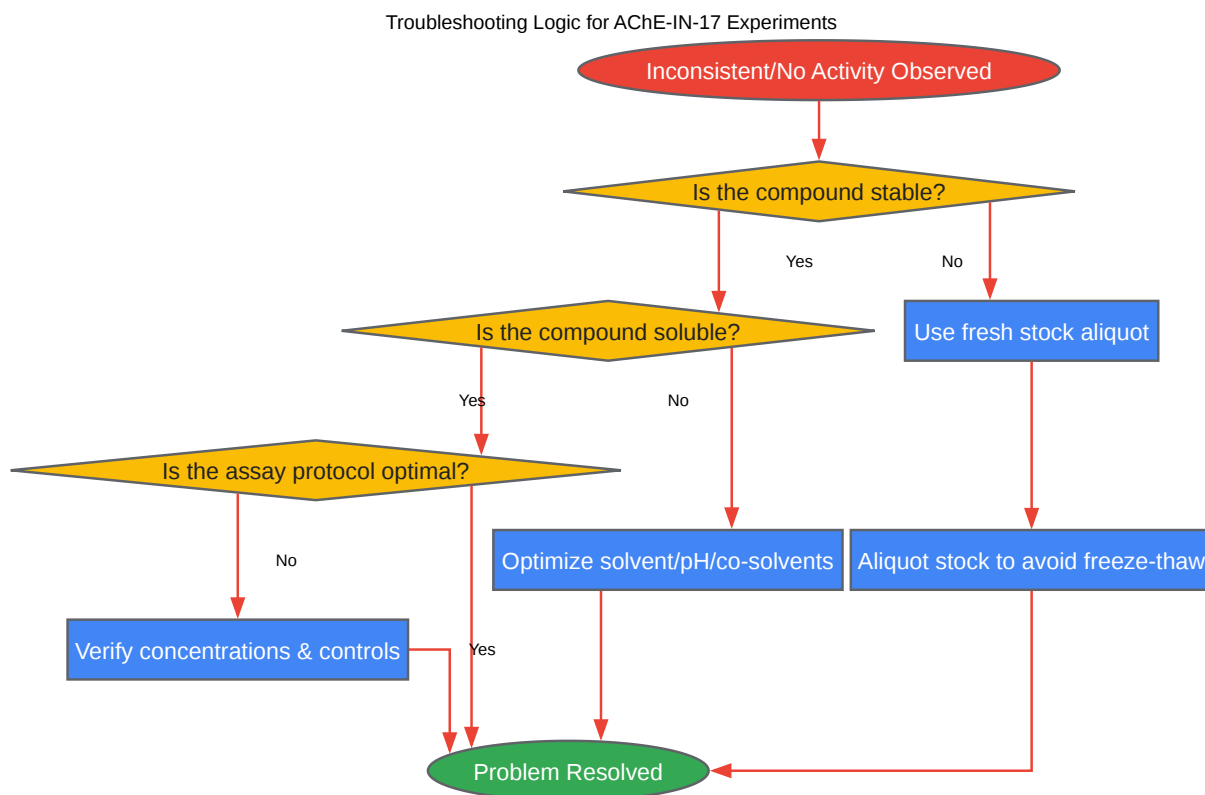 Troubleshooting Logic for AChE-IN-17 Experiments
Inconsistent/No Activity Observed
Is the compound stable?
Yes
No
Is the compound soluble?
Use fresh stock aliquot
Yes
No
Is the assay protocol optimal?
No
Optimize solvent/pH/co-solvents
Aliquot stock to avoid freeze-thaw
Verify concentrations & controls
Yes
Problem Resolved